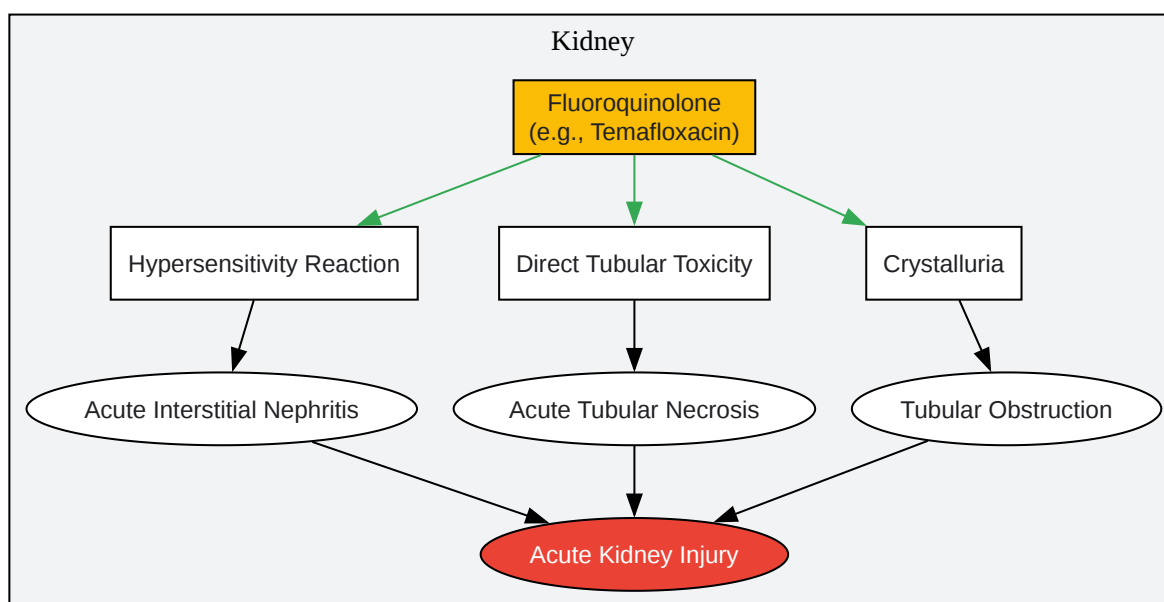 Kidney
Fluoroquinolone
(e.g., Temafloxacin)
Hypersensitivity Reaction
Direct Tubular Toxicity
Crystalluria
Acute Interstitial Nephritis
Acute Tubular Necrosis
Tubular Obstruction
Acute Kidney Injury